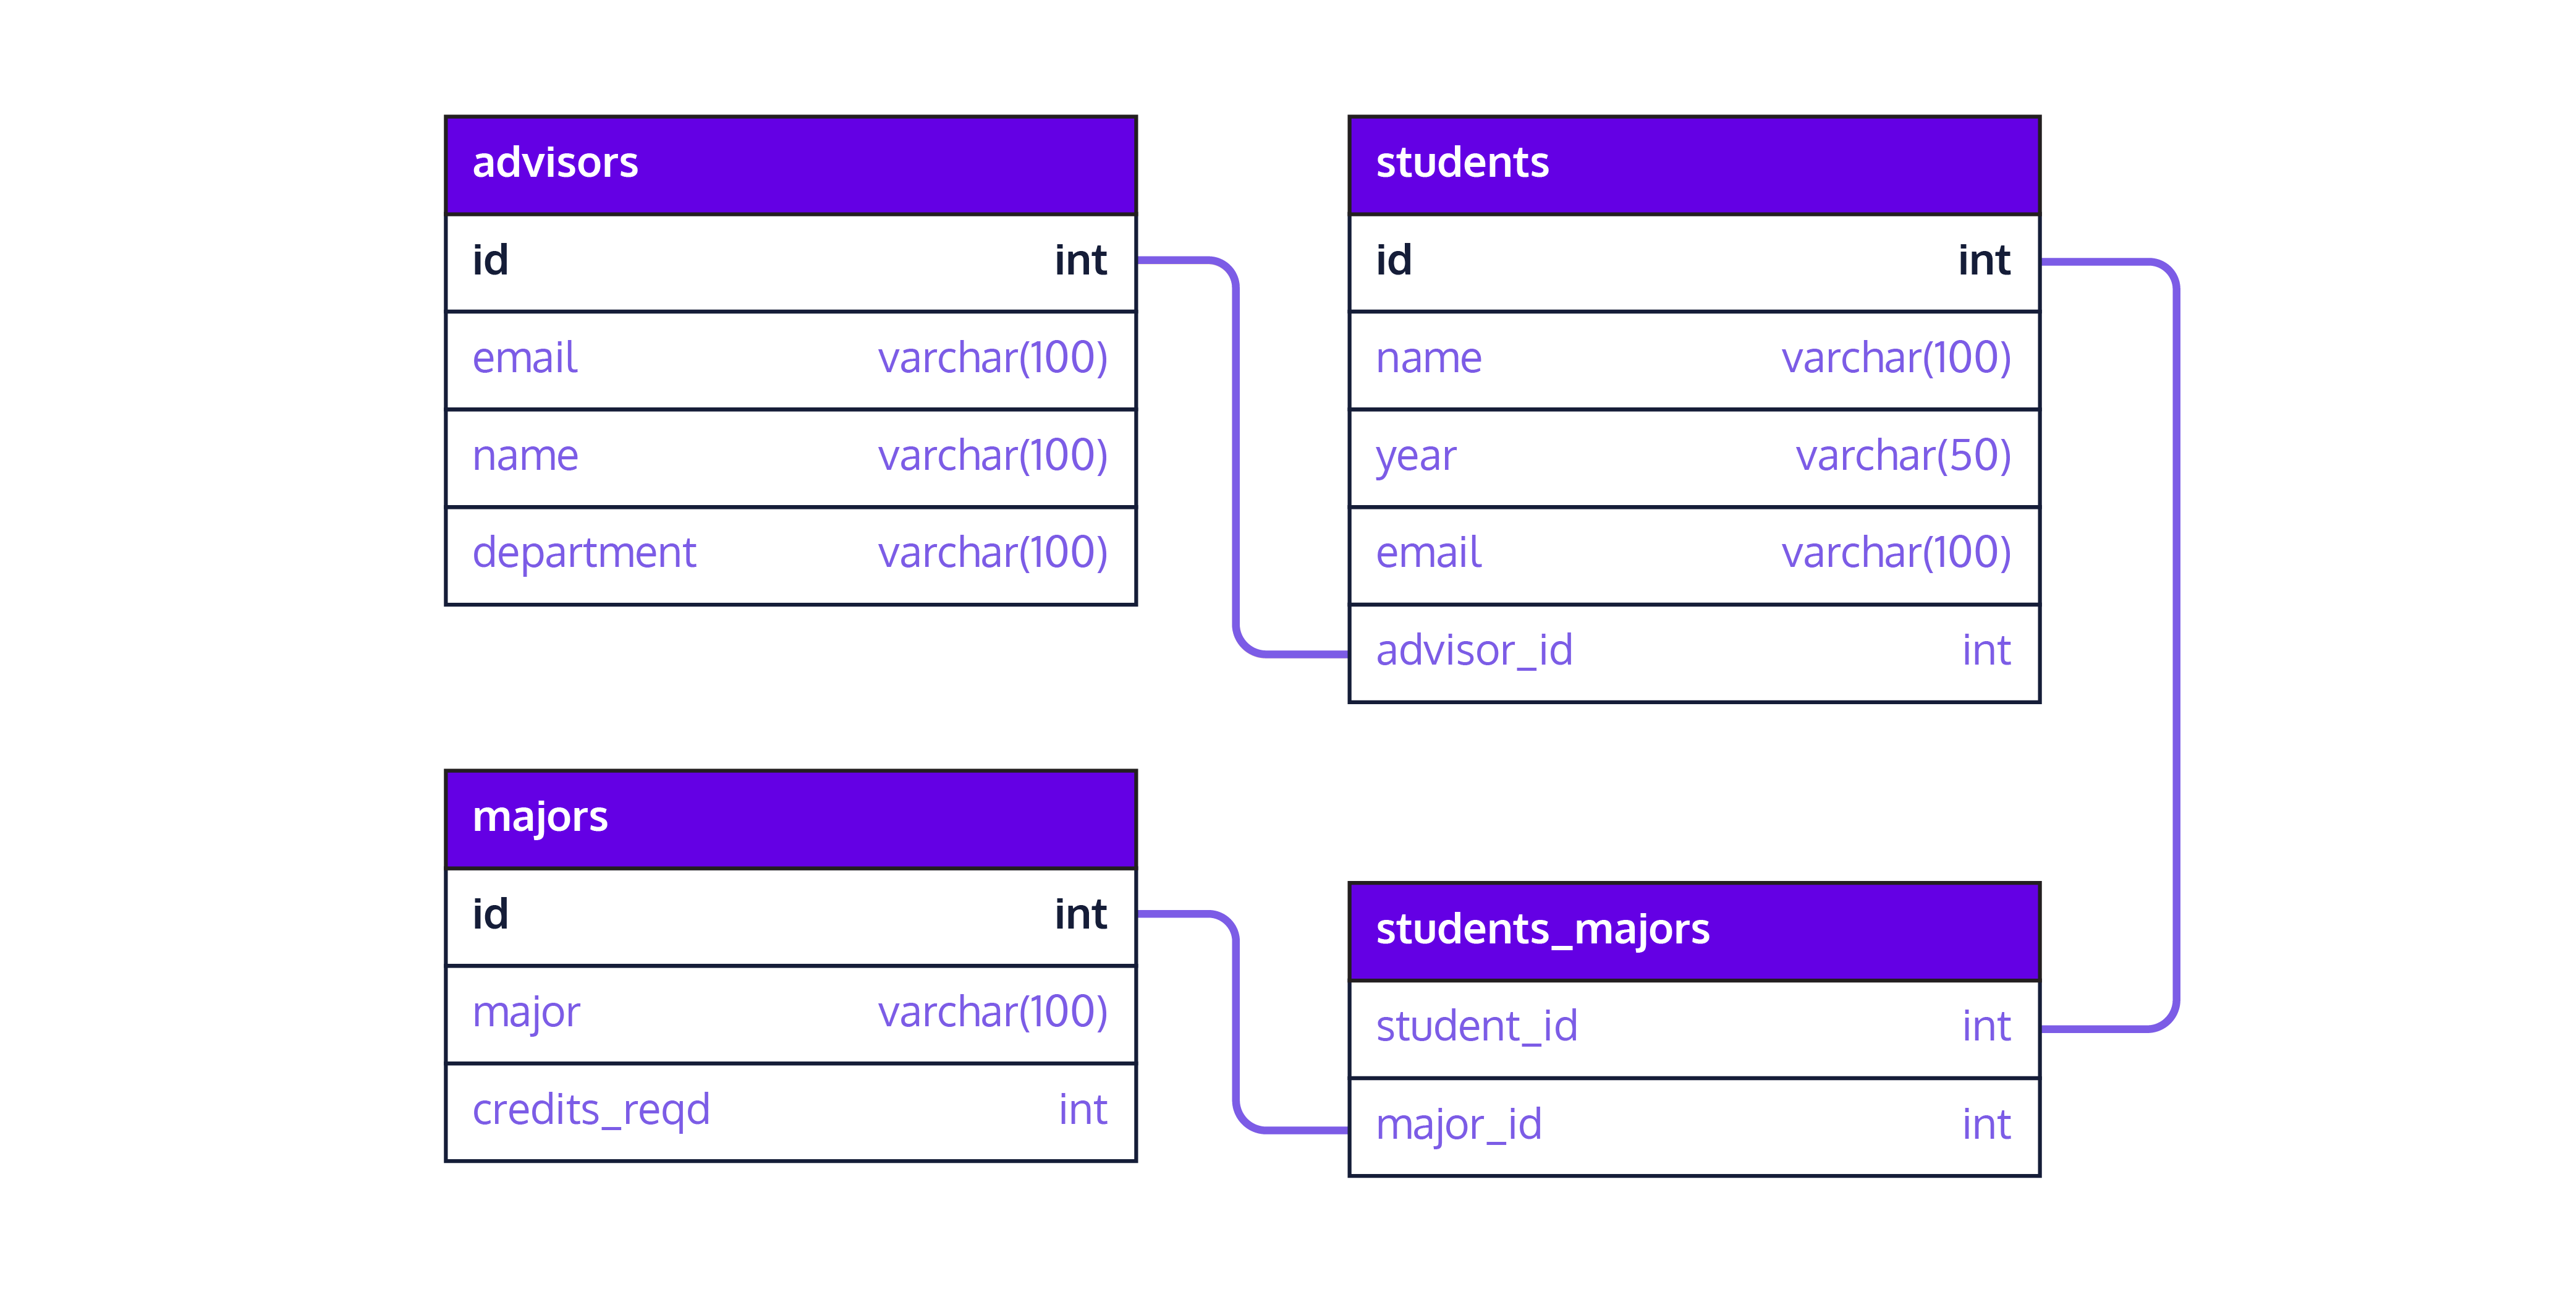 advisors
id int
email varchar(100)
name varchar(100)
department varchar(100)
students
id int
name varchar(100)
year varchar(50)
email varchar(100)
advisor_id int
majors
id int
major varchar(100)
credits_reqd int
students_majors
student_id int
major_id int